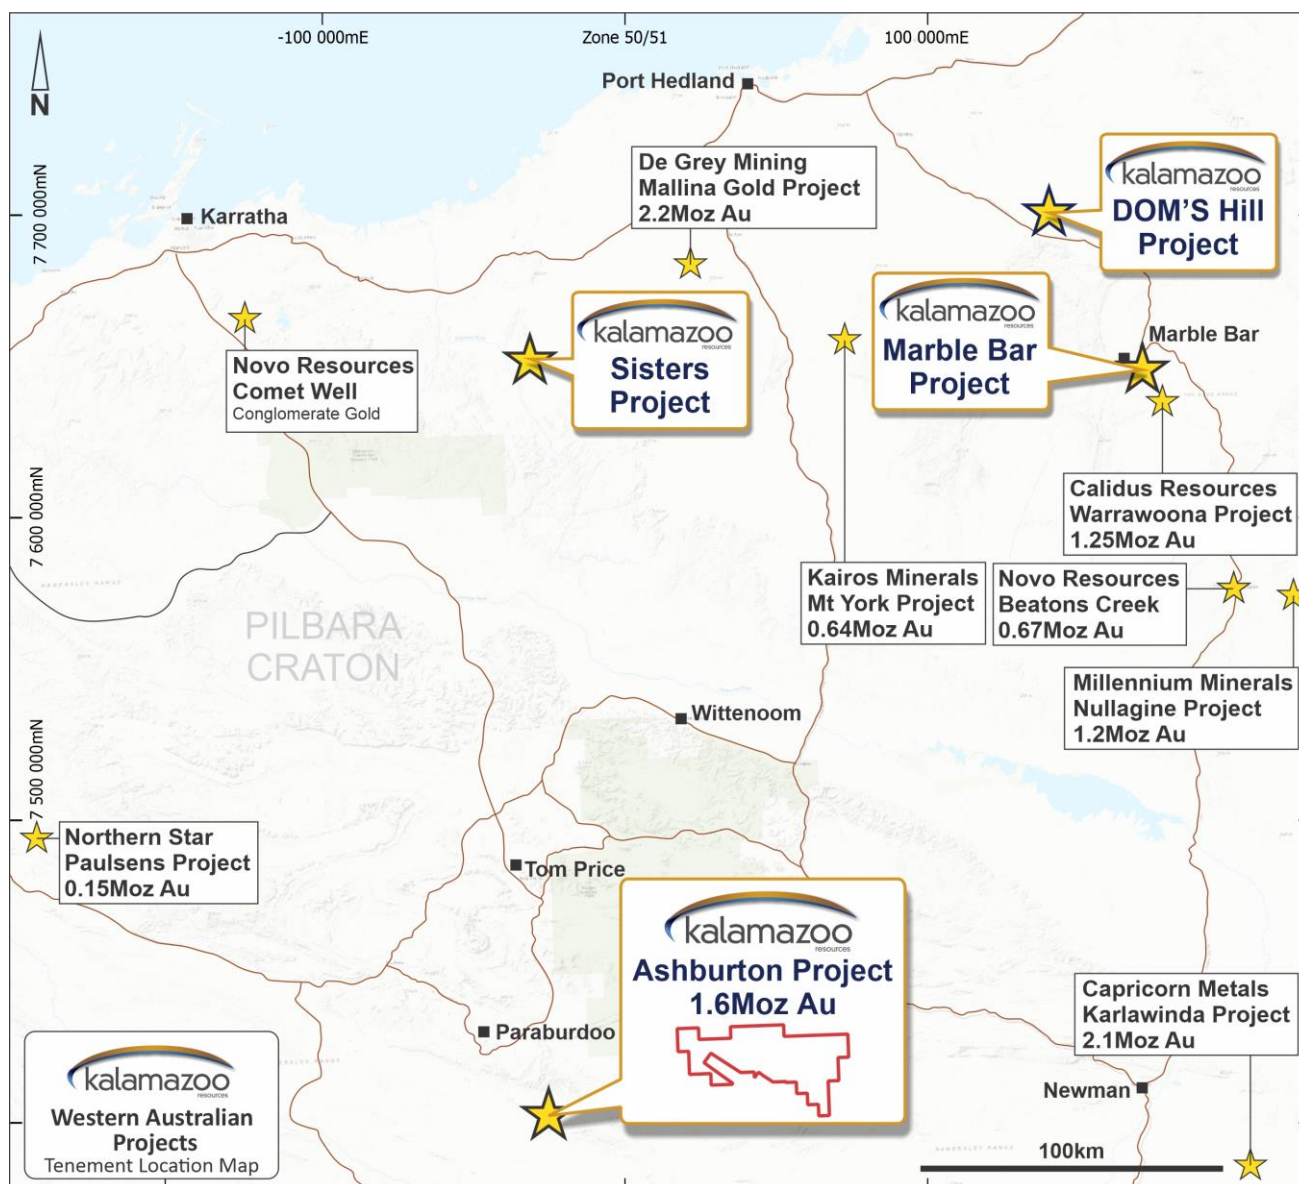 -100 000mE
Zone 50/51
100 000mE
N
7 700 000mN
7 600 000mN
7 500 000mN
Port Hedland
Karratha
De Grey Mining
Mallina Gold Project
2.2Moz Au
kalamazoo
resources
DOM'S Hill
Project
kalamazoo
resources
Sisters
Project
kalamazoo
resources
Marble Bar
Project
Marble Bar
Novo Resources
Comet Well
Conglomerate Gold
Calidus Resources
Warrawoona Project
1.25Moz Au
Kairos Minerals
Mt York Project
0.64Moz Au
Novo Resources
Beatons Creek
0.67Moz Au
PILBARA
CRATON
Millennium Minerals
Nullagine Project
1.2Moz Au
Wittenoom
Northern Star
Paulsens Project
0.15Moz Au
Tom Price
kalamazoo
resources
Ashburton Project
1.6Moz Au
Paraburdoo
Capricorn Metals
Karlawinda Project
2.1Moz Au
Newman
kalamazoo
resources
Western Australian
Projects
Tenement Location Map
100km